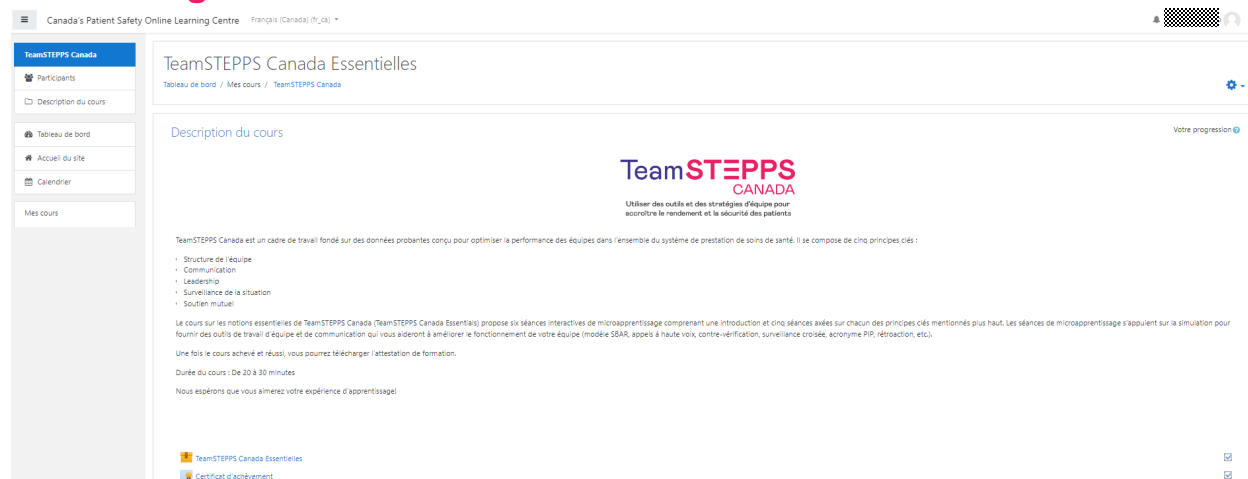 Canada's Patient Safety Online Learning Centre Français (Canada) (fr_ca)
TeamSTEPPS Canada
Participants
Description du cours
Tableau de bord
Accueil du site
Calendrier
Mes cours
TeamSTEPPS Canada Essentielles
Tableau de bord / Mes cours / TeamSTEPPS Canada
Description du cours
Votre progression
TeamSTEPPS
CANADA
Utiliser des outils et des stratégies d'équipe pour
accroître le rendement et la sécurité des patients
TeamSTEPPS Canada est un cadre de travail fondé sur des données probantes conçu pour optimiser la performance des équipes dans l'ensemble du système de prestation de soins de santé. Il se compose de cinq principes clés :
Structure de l'équipe
Communication
Leadership
Surveillance de la situation
Soutien mutuel
Le cours sur les notions essentielles de TeamSTEPPS Canada (TeamSTEPPS Canada Essentials) propose six séances interactives de microapprentissage comprenant une introduction et cinq séances axées sur chacun des principes clés mentionnés plus haut. Les séances de microapprentissage s'appuient sur la simulation pour
fournir des outils de travail d'équipe et de communication qui vous aideront à améliorer le fonctionnement de votre équipe (modèle SBAR, appels à haute voix, contre-vérification, surveillance croisée, acronyme PIP, rétroaction, etc.).
Une fois le cours achevé et réussi, vous pourrez télécharger l'attestation de formation.
Durée du cours : De 20 à 30 minutes
Nous espérons que vous aimerez votre expérience d'apprentissage!
TeamSTEPPS Canada Essentielles
Certificat d'achèvement